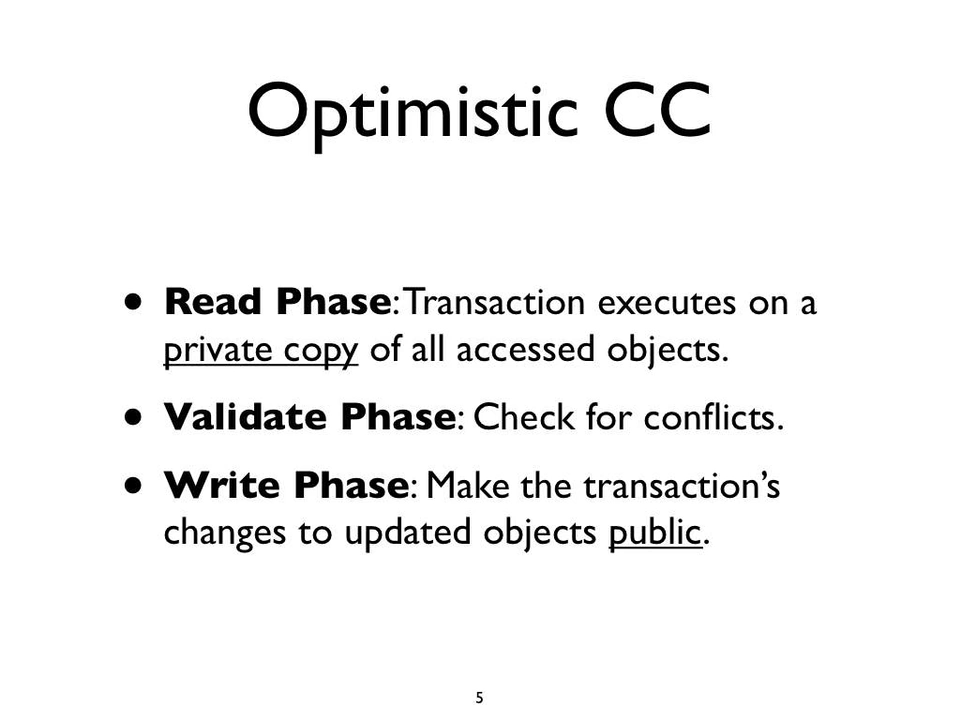 Optimistic CC
• Read Phase: Transaction executes on a
private copy of all accessed objects.
• Validate Phase: Check for conflicts.
• Write Phase: Make the transaction’s
changes to updated objects public.
5